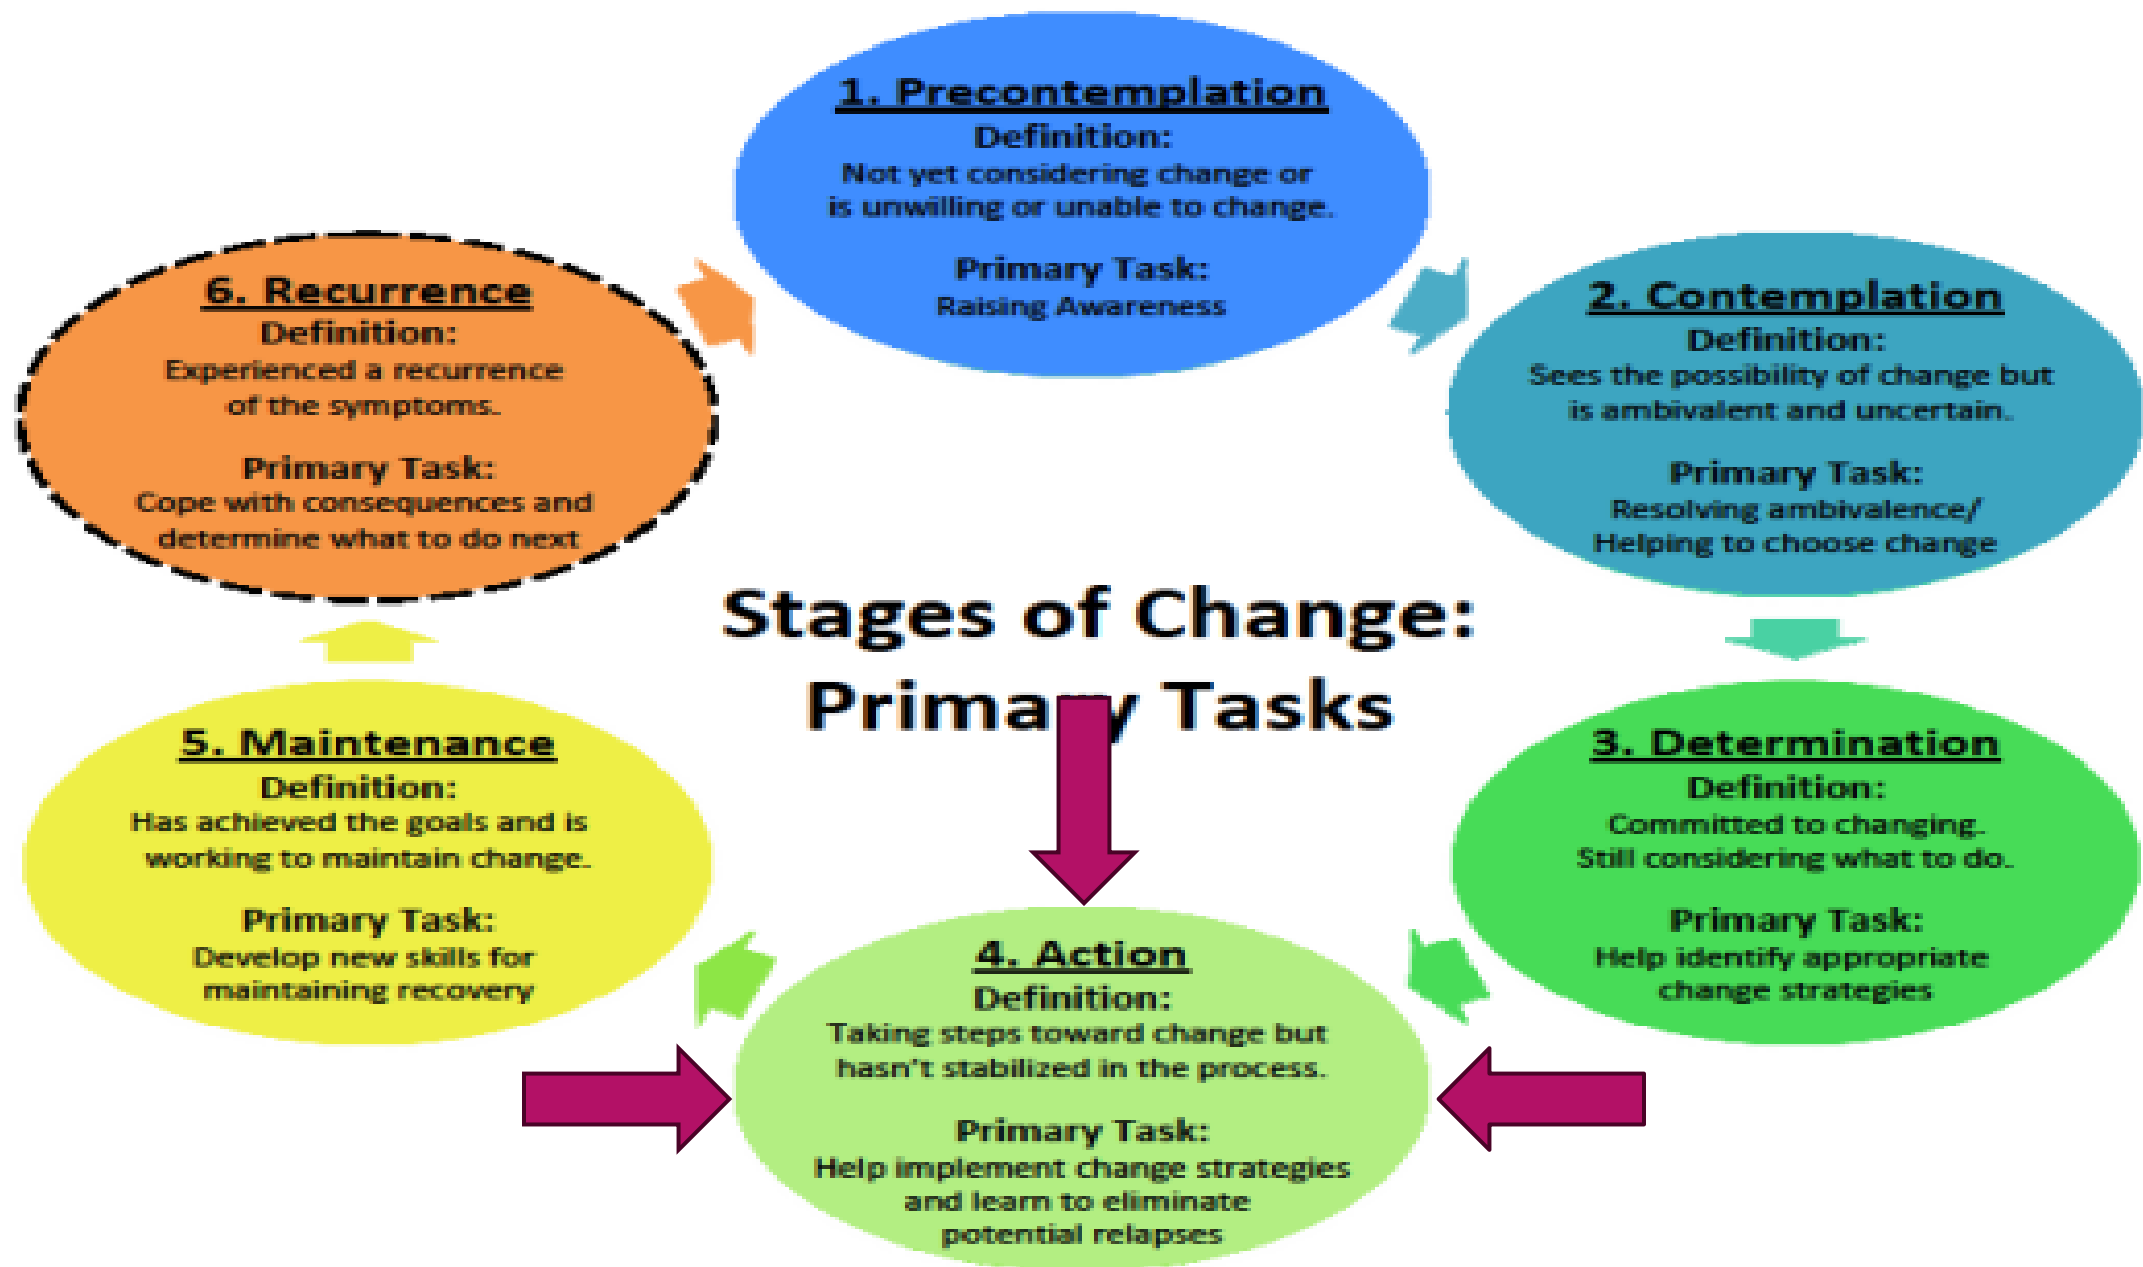 1. Precontemplation
Definition:
Not yet considering change or
is unwilling or unable to change.
Primary Task:
Raising Awareness
2. Contemplation
Definition:
Sees the possibility of change but
is ambivalent and uncertain.
Primary Task:
Resolving ambivalence/
Helping to choose change
3. Determination
Definition:
Committed to changing.
Still considering what to do.
Primary Task:
Help identify appropriate
change strategies
4. Action
Definition:
Taking steps toward change but
hasn't stabilized in the process.
Primary Task:
Help implement change strategies
and learn to eliminate
potential relapses
5. Maintenance
Definition:
Has achieved the goals and is
working to maintain change.
Primary Task:
Develop new skills for
maintaining recovery
6. Recurrence
Definition:
Experienced a recurrence
of the symptoms.
Primary Task:
Cope with consequences and
determine what to do next
Stages of Change:
Primary Tasks